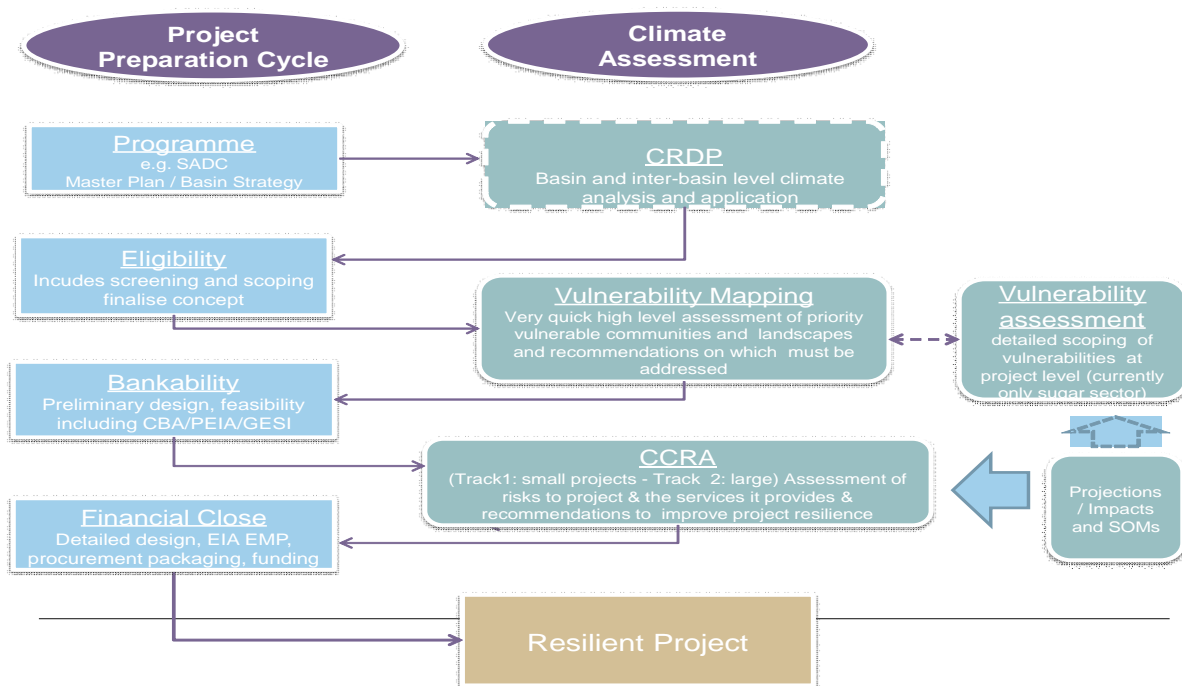 Project
Preparation Cycle
Climate
Assessment
Programme
e.g. SADC
Master Plan / Basin Strategy
CRDP
Basin and inter-basin level climate
analysis and application
Eligibility
Incudes screening and scoping
finalise concept
Vulnerability Mapping
Very quick high level assessment of priority
vulnerable communities and landscapes
and recommendations on which must be
addressed
Vulnerability
assessment
detailed scoping of
vulnerabilities at
project level (currently
only sugar sector)
Bankability
Preliminary design, feasibility
including CBA/PEIA/GESI
CCRA
(Track1: small projects - Track 2: large) Assessment of
risks to project & the services it provides &
recommendations to improve project resilience
Projections
/ Impacts
and SOMs
Financial Close
Detailed design, EIA EMP,
procurement packaging, funding
Resilient Project